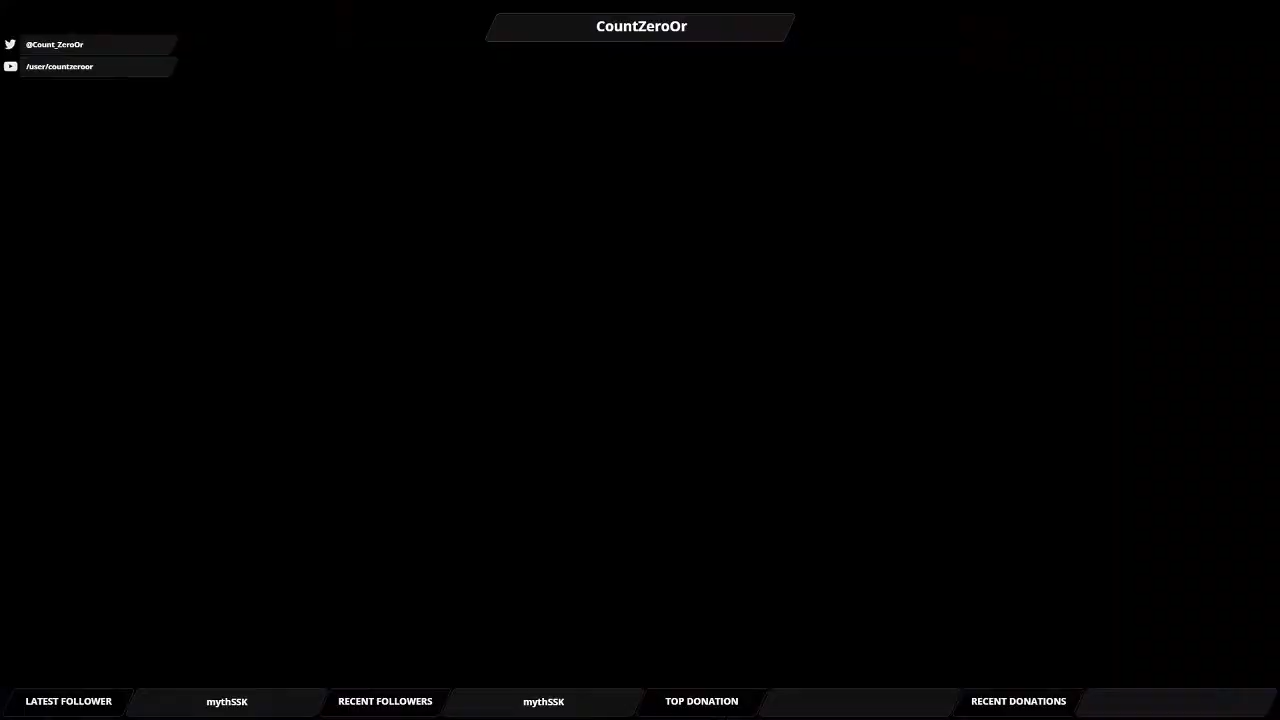 CountZeroOr
@Count_ZeroOr
/user/countzeroor
LATEST FOLLOWER mythSSK RECENT FOLLOWERS mythSSK TOP DONATION RECENT DONATIONS